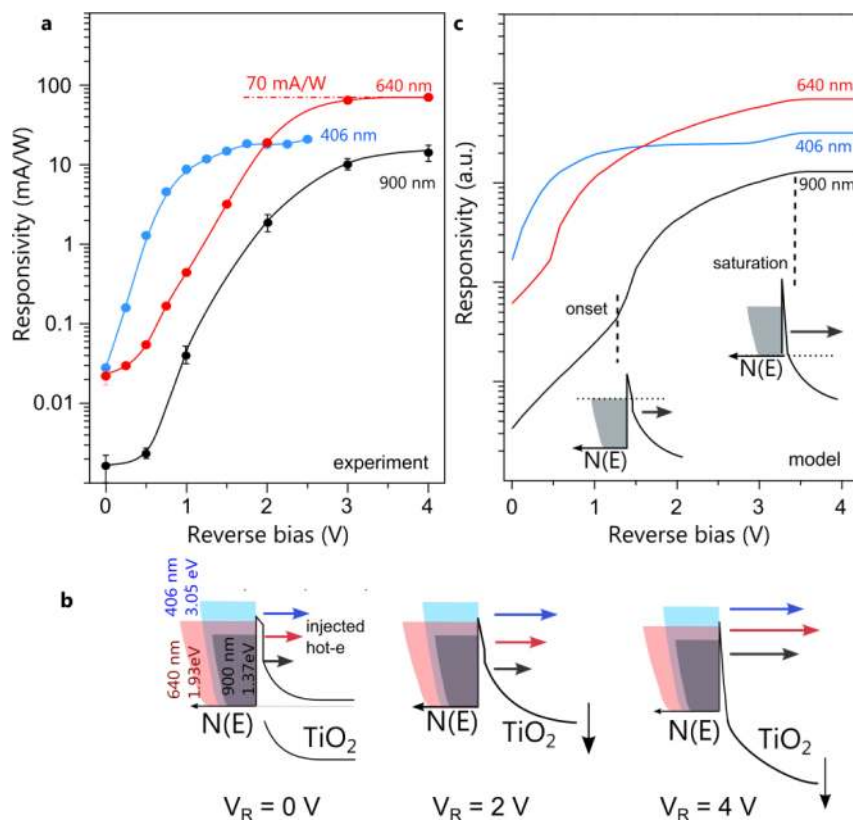 a
Responsivity (mA/W)
100
10
1
0.1
0.01
70 mA/W
640 nm
406 nm
900 nm
experiment
0 1 2 3 4
Reverse bias (V)
c
Responsivity (a.u.)
640 nm
406 nm
900 nm
onset
saturation
N(E)
N(E)
model
0 1 2 3 4
Reverse bias (V)
b
406 nm
3.05 eV
640 nm
1.93eV
900 nm
1.37eV
injected
hot-e
N(E)
TiO₂
V_R = 0 V
N(E)
TiO₂
V_R = 2 V
N(E)
TiO₂
V_R = 4 V